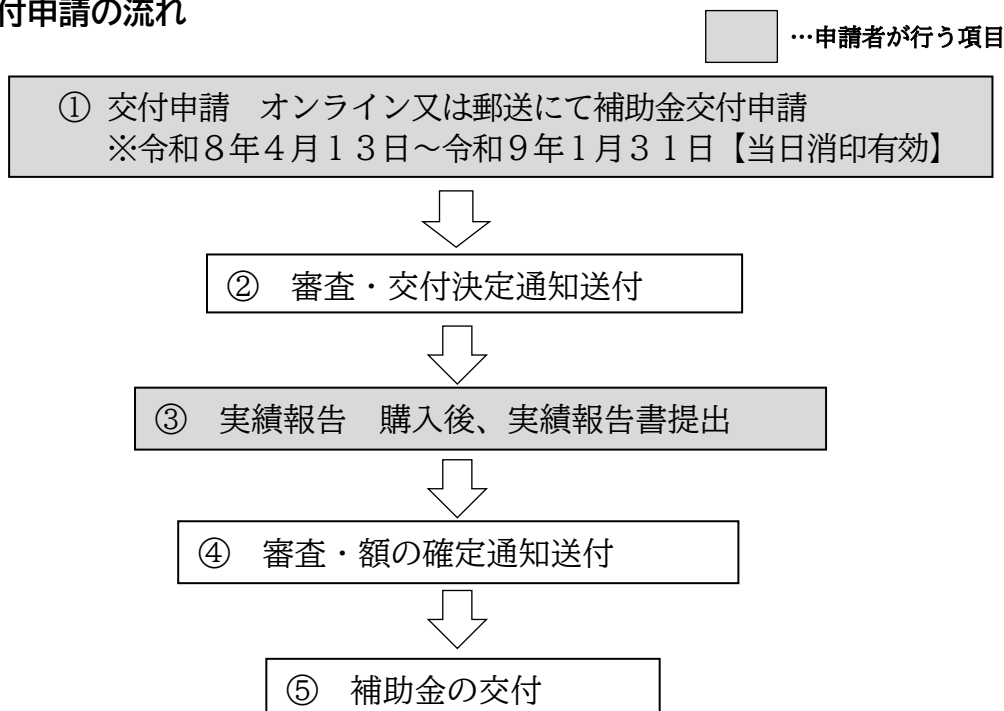 付申請の流れ
…申請者が行う項目
① 交付申請　オンライン又は郵送にて補助金交付申請
※令和８年４月１３日～令和９年１月３１日【当日消印有効】
②　審査・交付決定通知送付
③　実績報告　購入後、実績報告書提出
④　審査・額の確定通知送付
⑤　補助金の交付